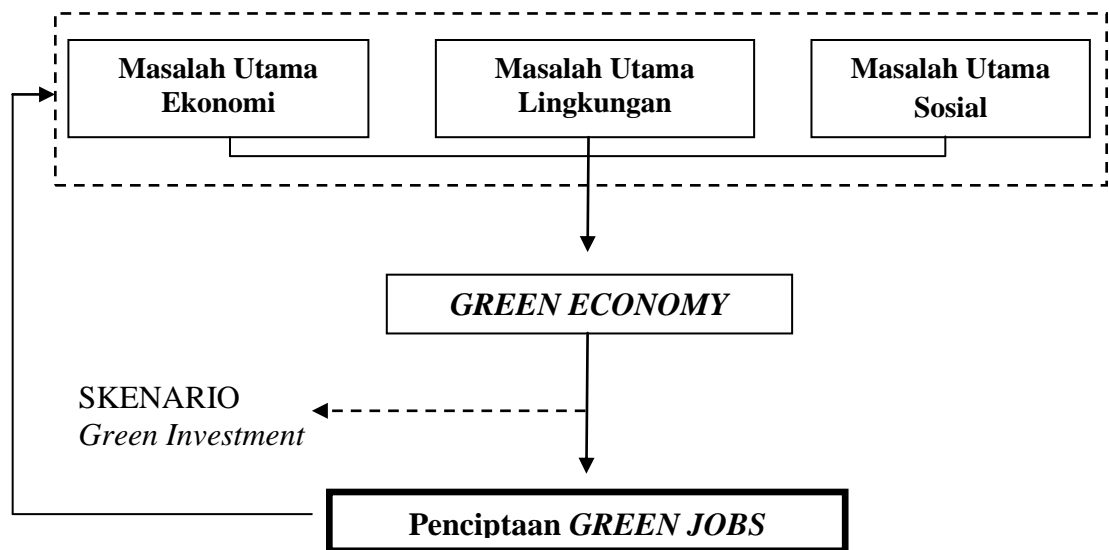 Masalah Utama
Ekonomi
Masalah Utama
Lingkungan
Masalah Utama
Sosial
GREEN ECONOMY
SKENARIO
Green Investment
Penciptaan GREEN JOBS